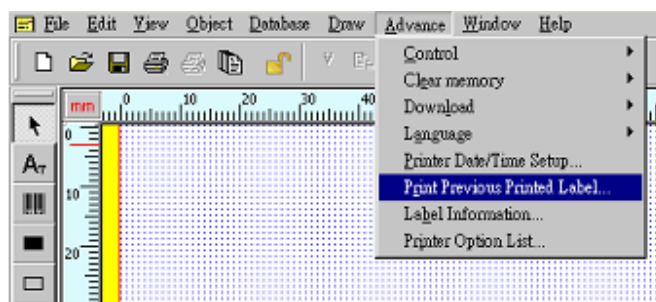 File Edit View Object Database Draw Advance Window Help
Control
Clear memory
Download
Language
Printer Date/Time Setup...
Print Previous Printed Label...
Label Information...
Printer Option List...
mm 0 10 20 30 40
0
A T
10
20